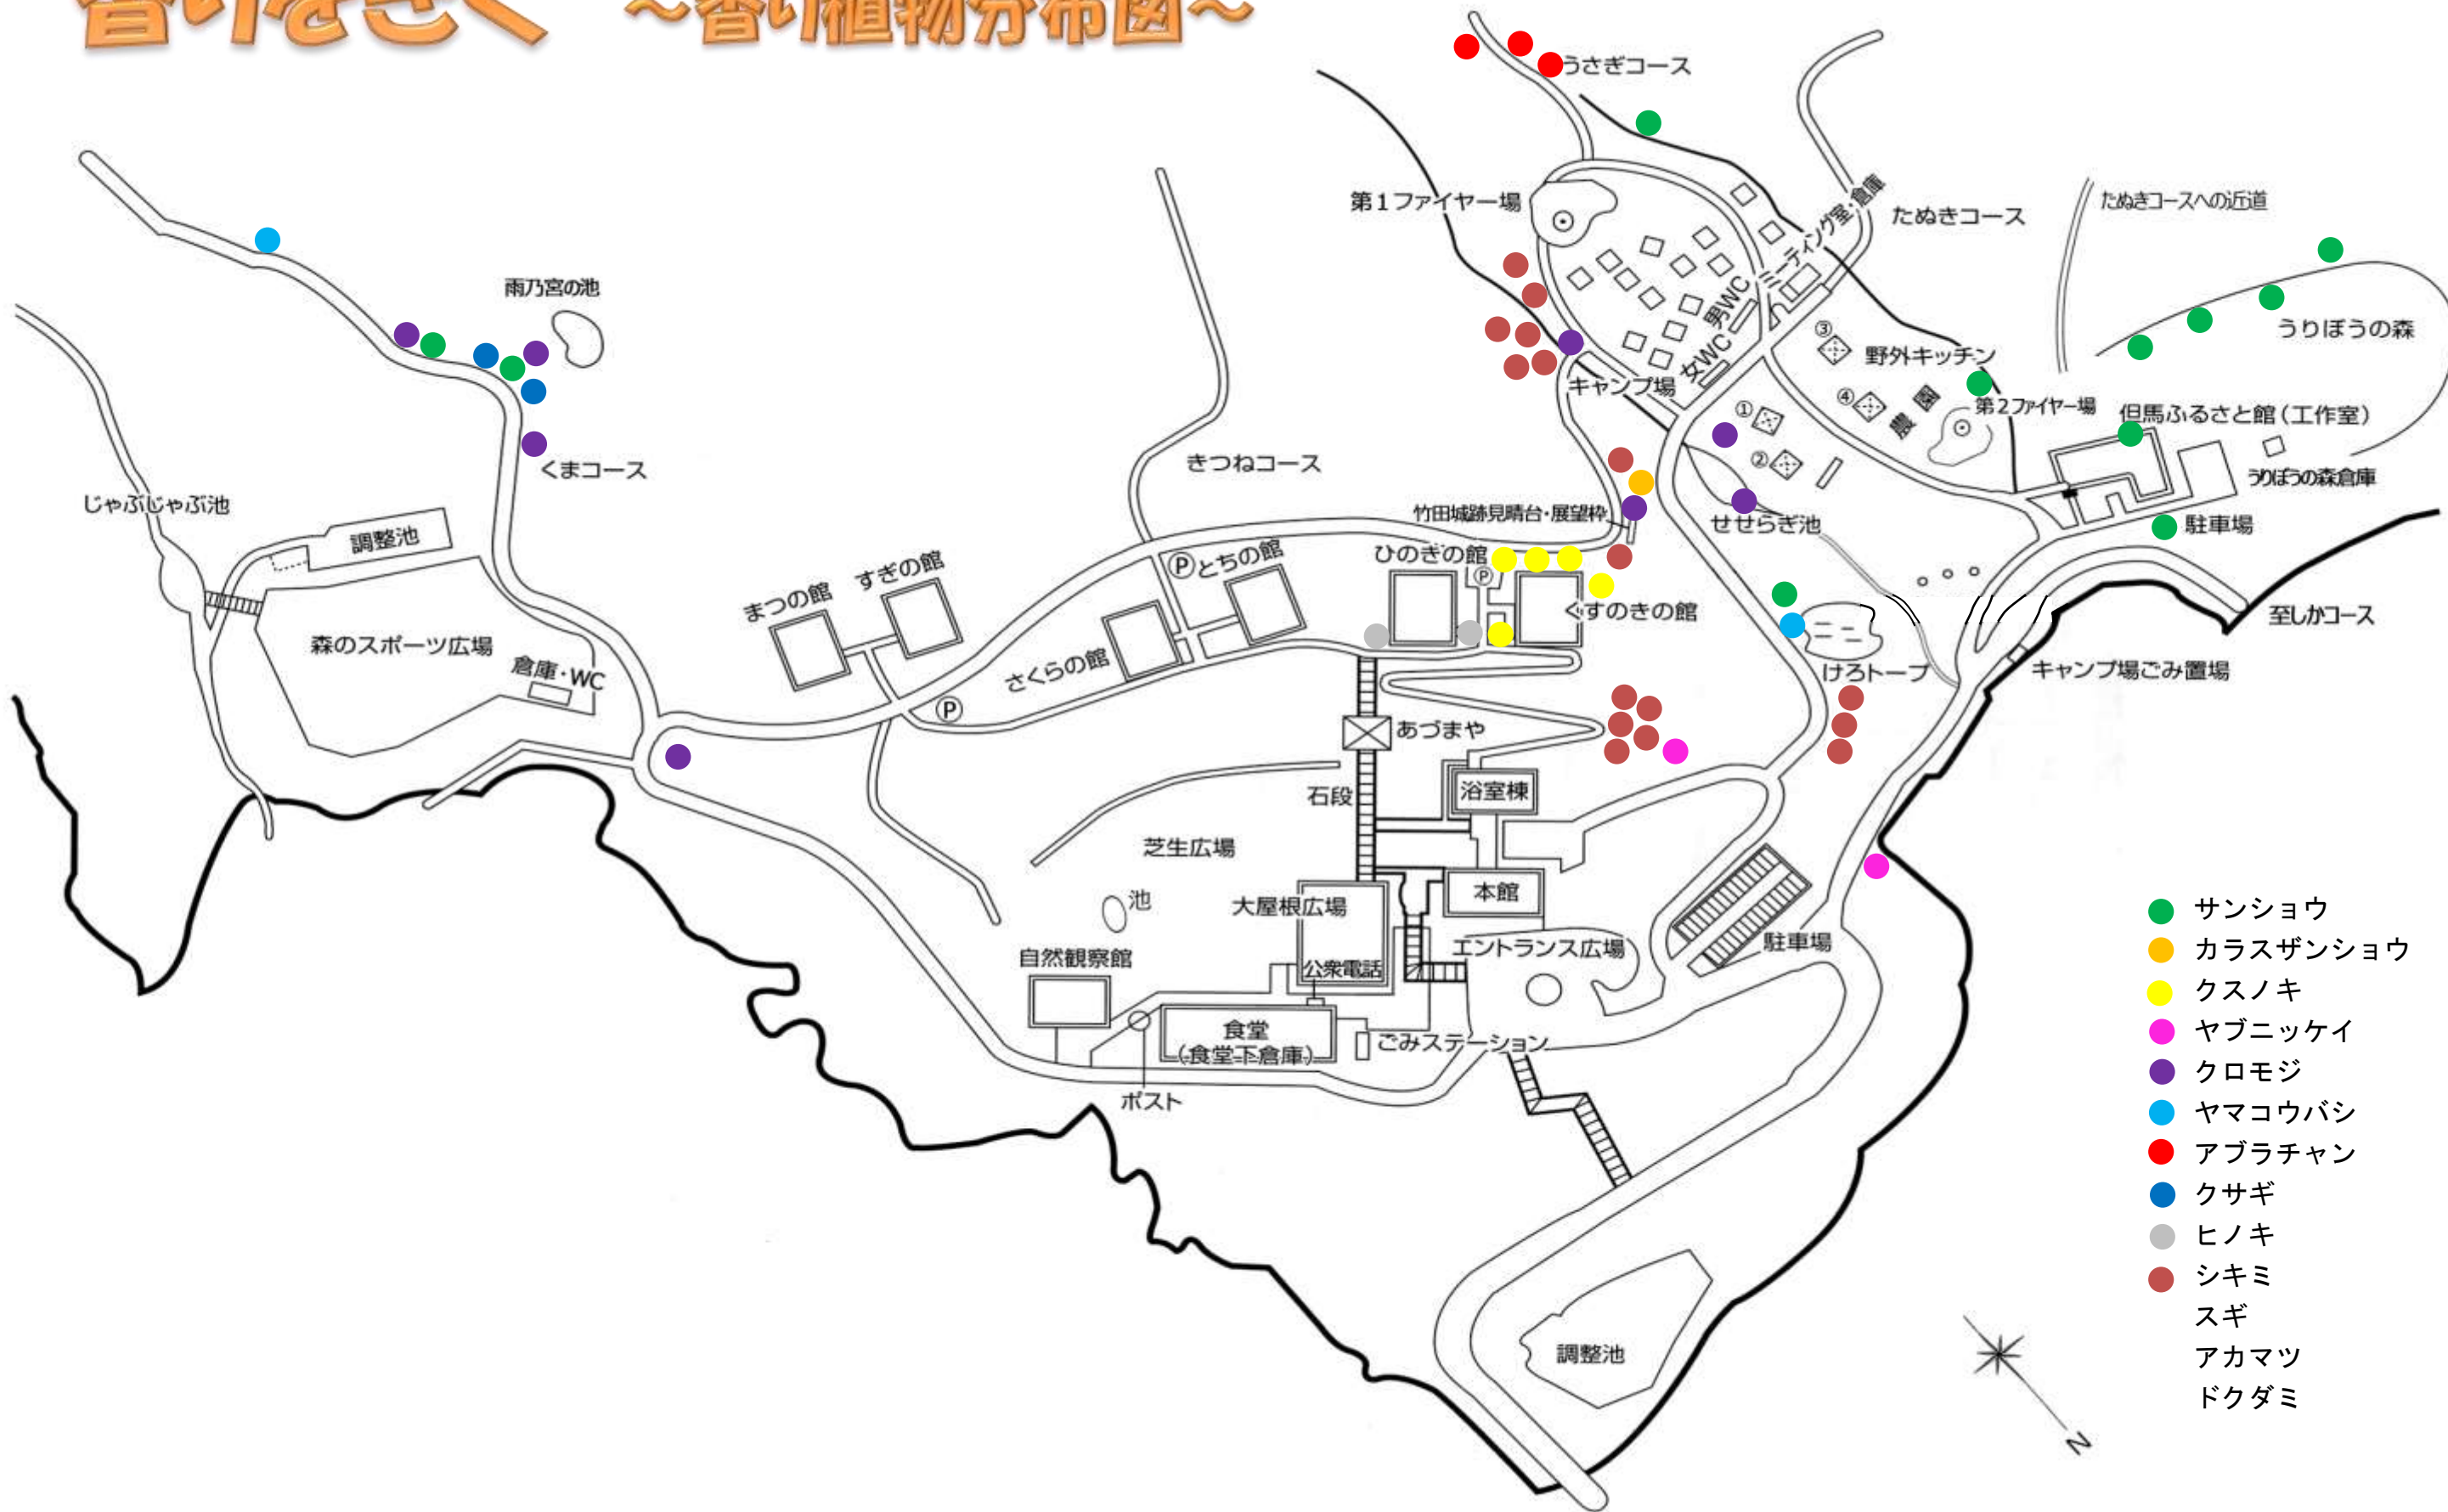 香りをきく ～香り植物分布図～
うさぎコース
第1ファイヤー場
ミーティング室・倉庫
たぬきコース
たぬきコースへの近道
雨乃宮の池
男WC
女WC
③
野外キッチン
うりぼうの森
キャンプ場
①
④
農園
第2ファイヤー場
但馬ふるさと館(工作室)
②
くまコース
きつねコース
うりぼうの森倉庫
じゃぶじゃぶ池
竹田城跡見晴台・展望枠
せせらぎ池
駐車場
調整池
ひのきの館
P
とちの館
P
すぎの館
まつの館
くすのきの館
至しかコース
森のスポーツ広場
さくらの館
倉庫・WC
けろトープ
キャンプ場ごみ置場
P
あづまや
石段
浴室棟
芝生広場
本館
池
大屋根広場
エントランス広場
駐車場
自然観察館
公衆電話
食堂
(食堂下倉庫)
ごみステーション
ポスト
調整池
サンショウ
カラスザンショウ
クスノキ
ヤブニッケイ
クロモジ
ヤマコウバシ
アブラチャン
クサギ
ヒノキ
シキミ
スギ
アカマツ
ドクダミ
N